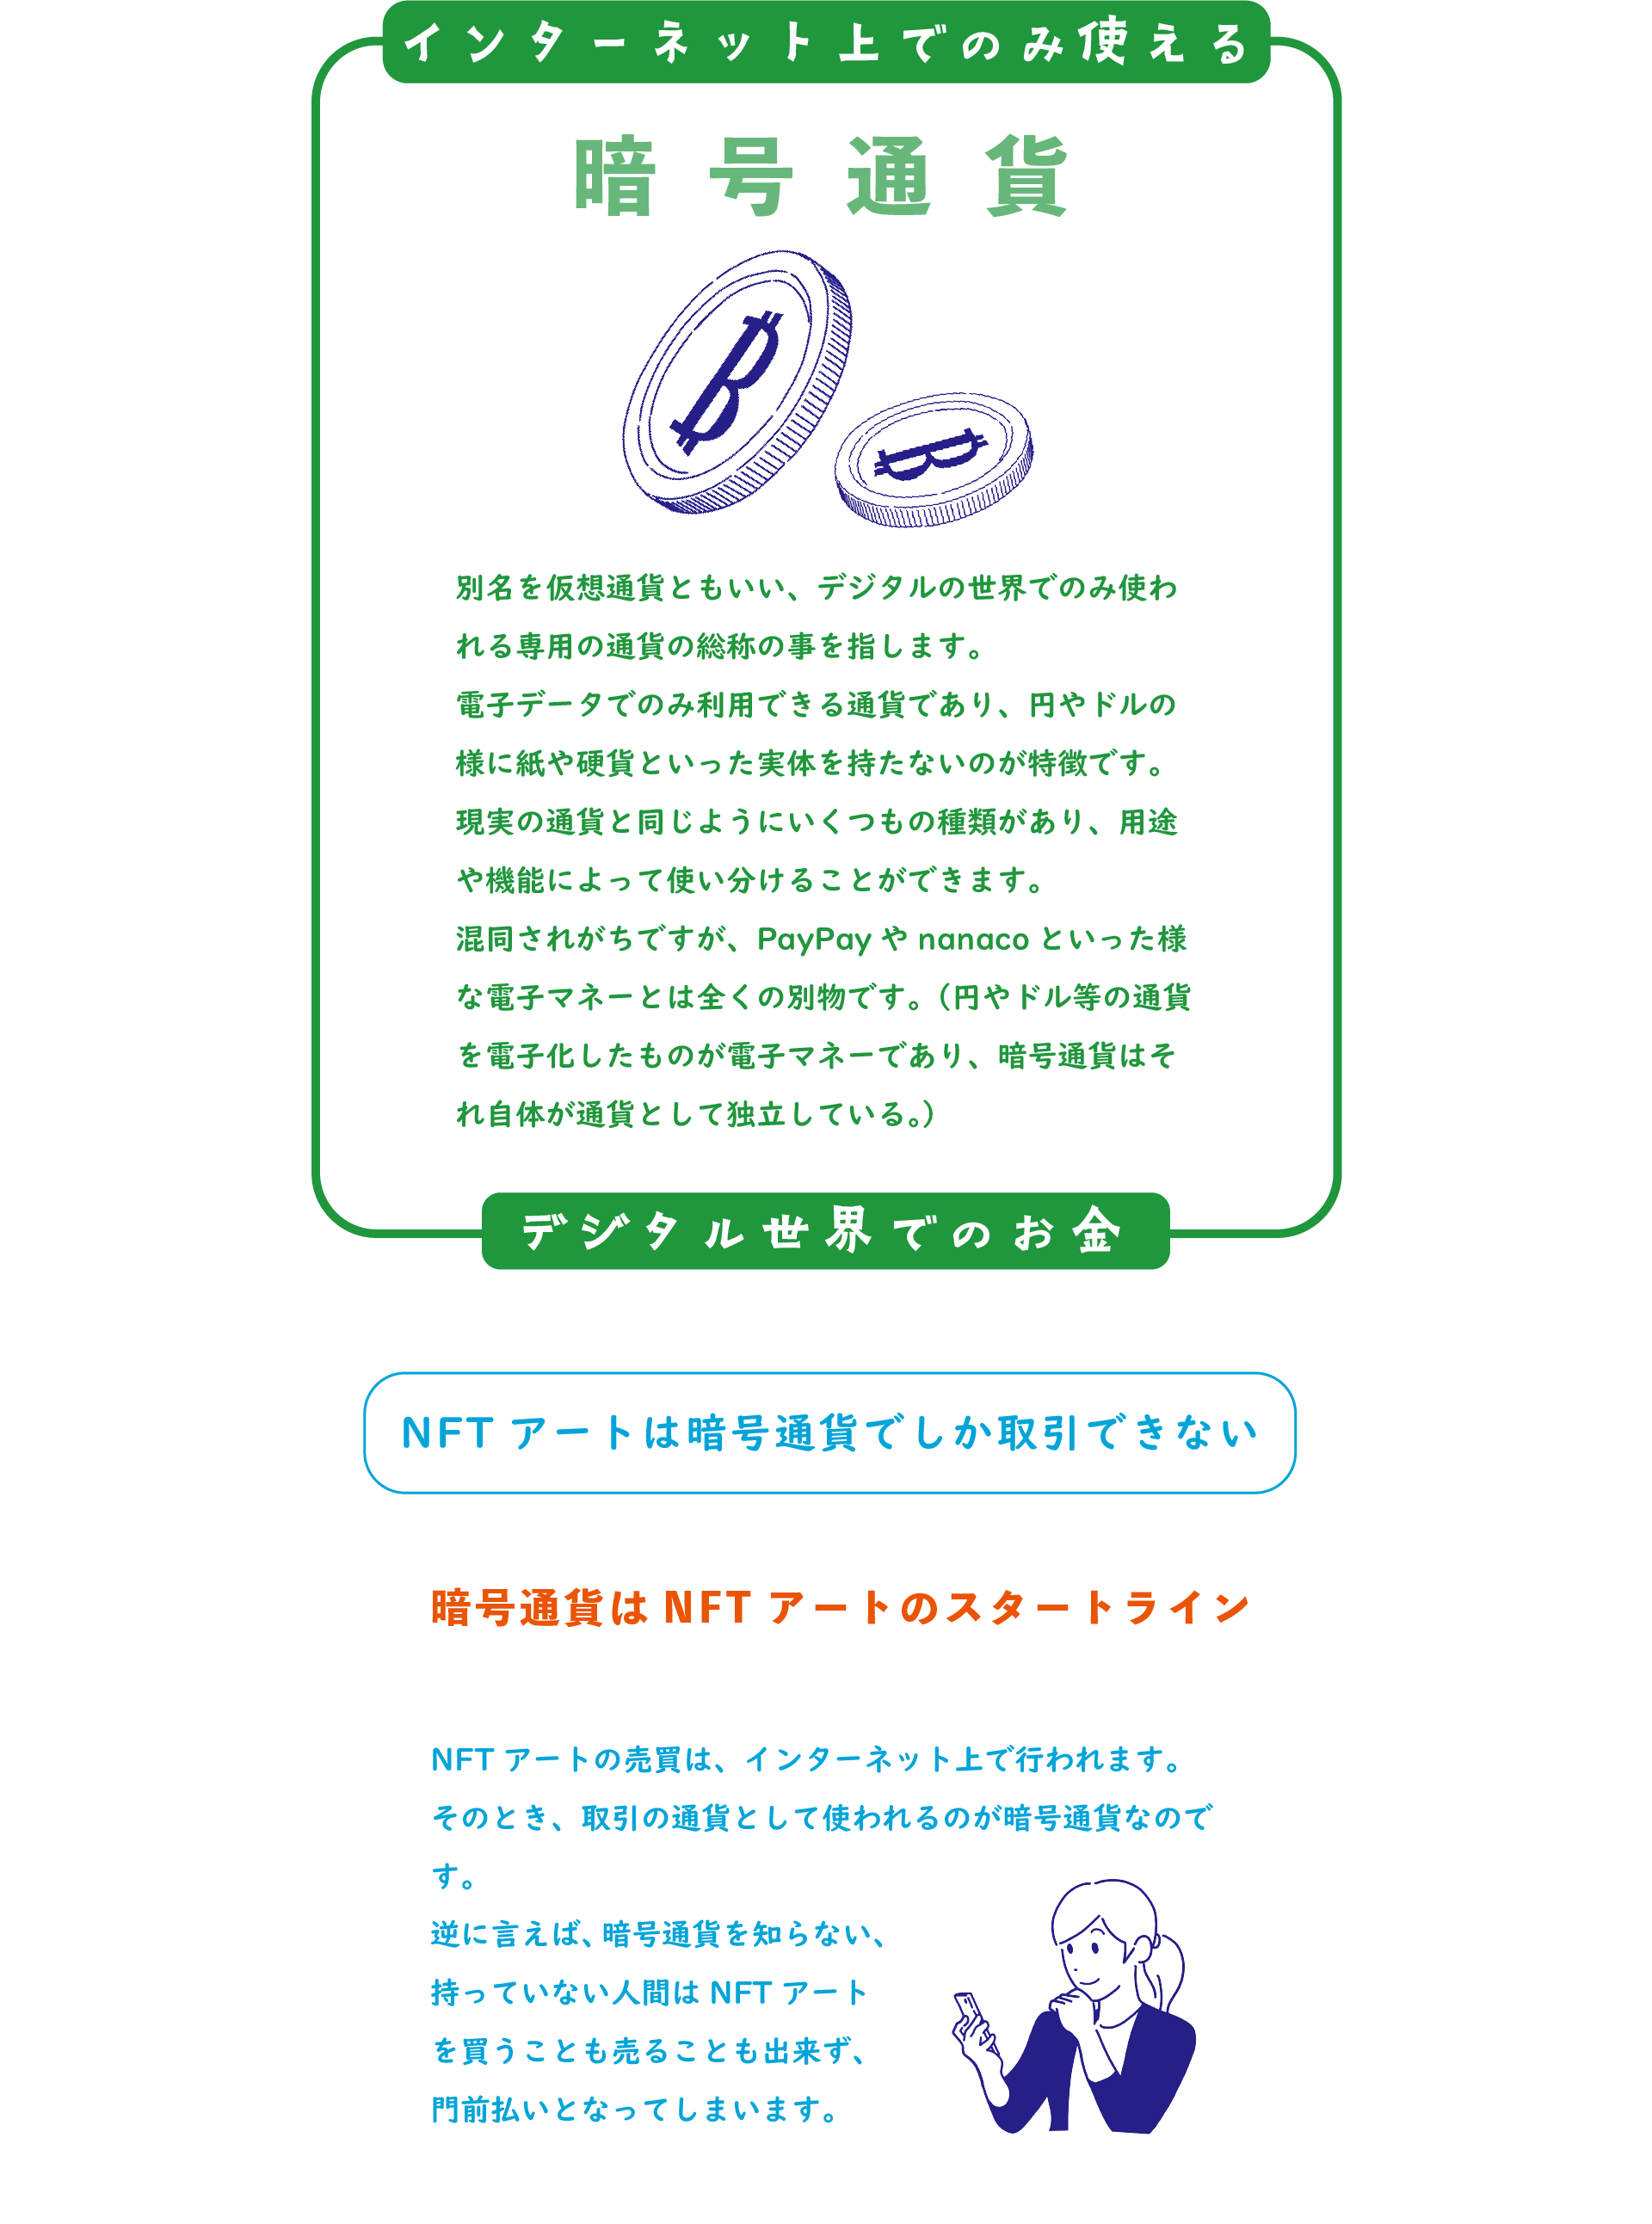 インターネット上でのみ使える
暗号通貨
別名を仮想通貨ともいい、デジタルの世界でのみ使わ
れる専用の通貨の総称の事を指します。
電子データでのみ利用できる通貨であり、円やドルの
様に紙や硬貨といった実体を持たないのが特徴です。
現実の通貨と同じようにいくつもの種類があり、用途
や機能によって使い分けることができます。
混同されがちですが、PayPay や nanaco といった様
な電子マネーとは全くの別物です。（円やドル等の通貨
を電子化したものが電子マネーであり、暗号通貨はそ
れ自体が通貨として独立している。）
デジタル世界でのお金
NFT アートは暗号通貨でしか取引できない
暗号通貨は NFT アートのスタートライン
NFT アートの売買は、インターネット上で行われます。
そのとき、取引の通貨として使われるのが暗号通貨なので
す。
逆に言えば、暗号通貨を知らない、
持っていない人間は NFT アート
を買うことも売ることも出来ず、
門前払いとなってしまいます。